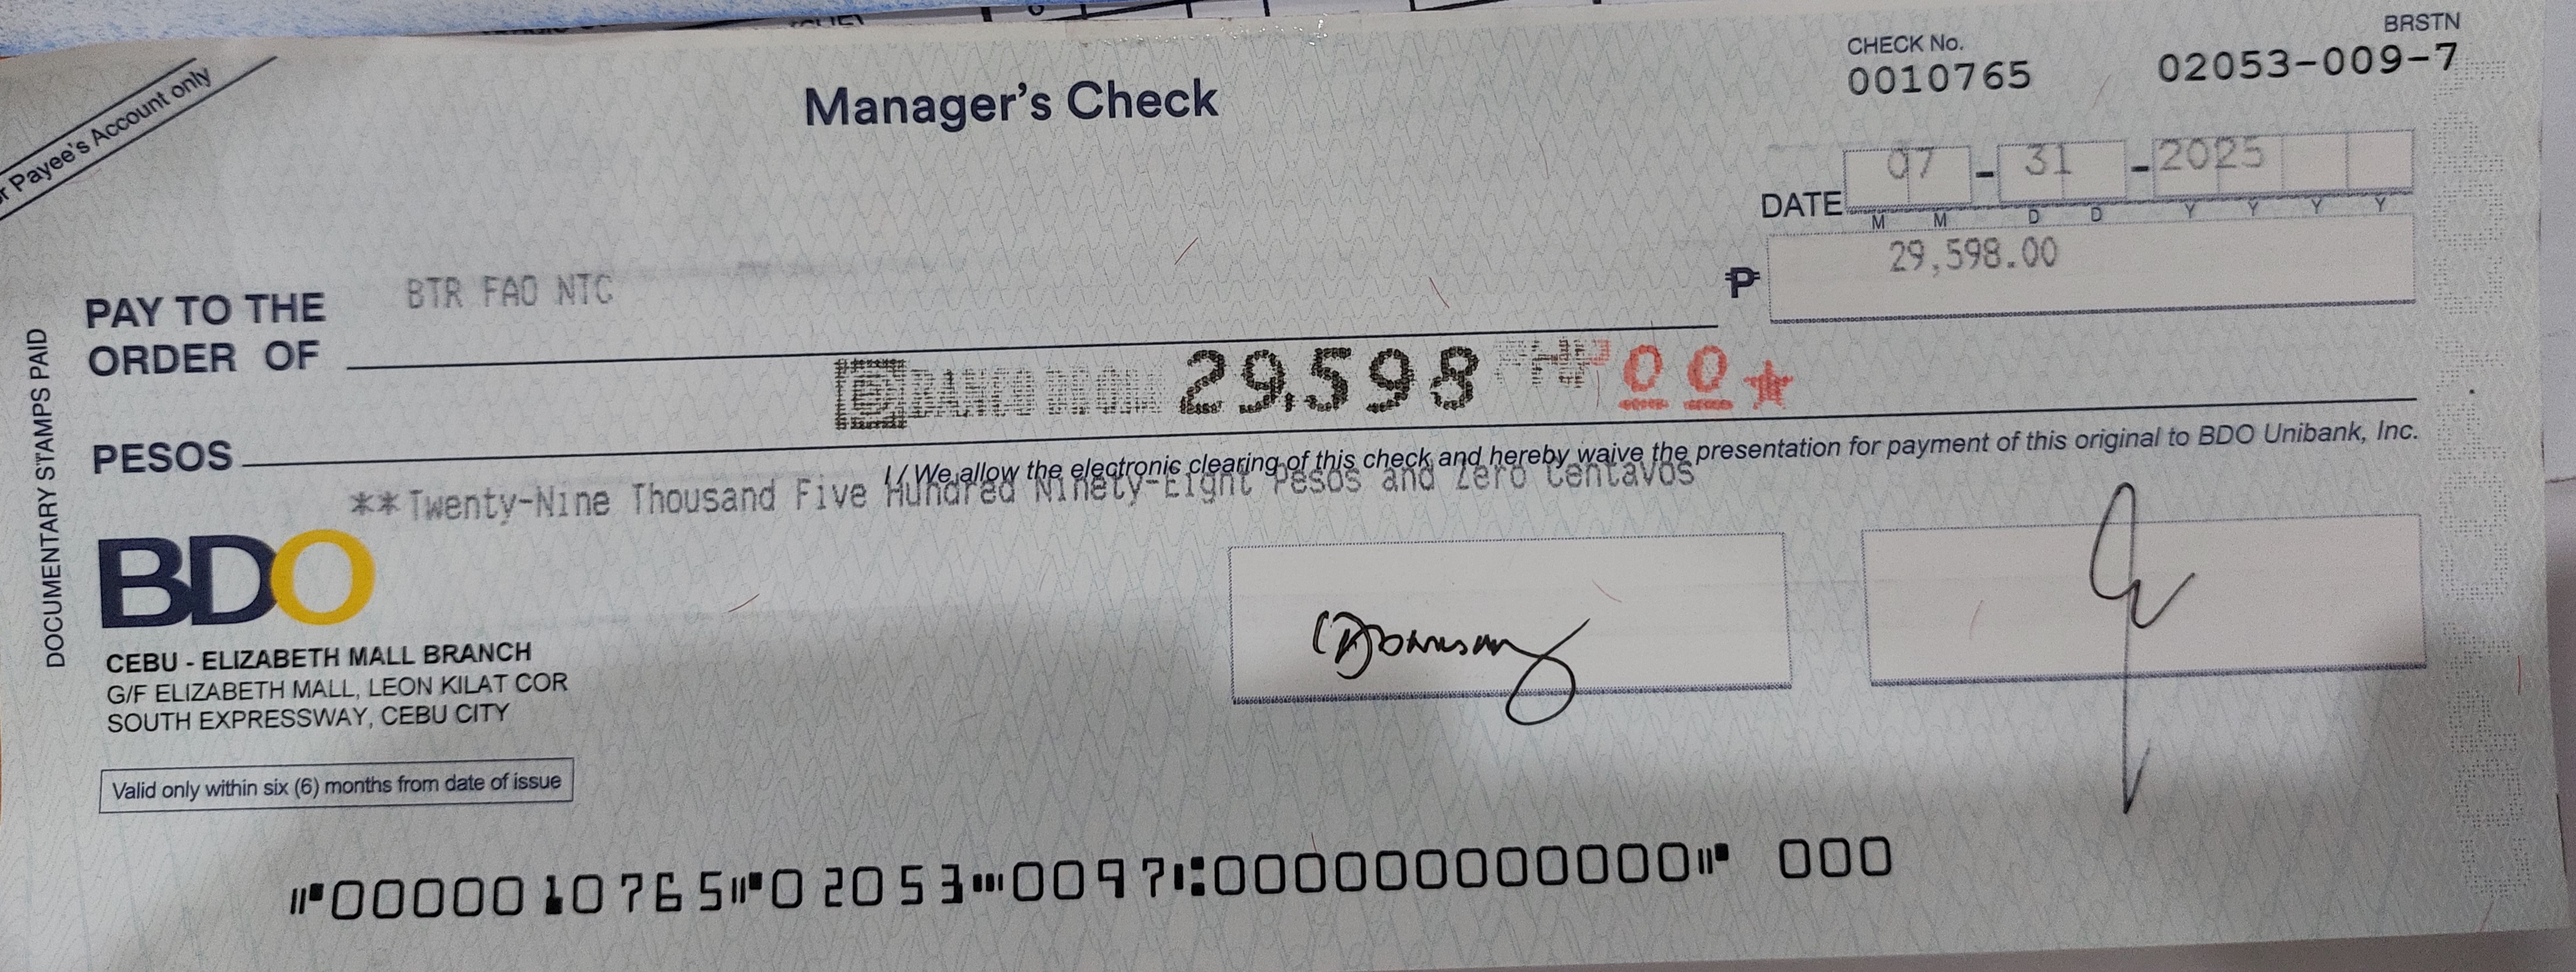 BRSTN
CHECK No.
0010765 02053-009-7
Payee's Account only
Manager's Check
DATE 07 - 31 - 2025
M M D D Y Y Y Y
₱ 29,598.00
PAY TO THE
ORDER OF BTR FAO NTC
29,598 00★
PESOS
I / We allow the electronic clearing of this check and hereby waive the presentation for payment of this original to BDO Unibank, Inc.
**Twenty-Nine Thousand Five Hundred Ninety-Eight Pesos and Zero Centavos
DOCUMENTARY STAMPS PAID
BDO
CEBU - ELIZABETH MALL BRANCH
G/F ELIZABETH MALL, LEON KILAT COR
SOUTH EXPRESSWAY, CEBU CITY
Valid only within six (6) months from date of issue
⑈0000010765⑈02053⑉0097⑆000000000000⑈ 000